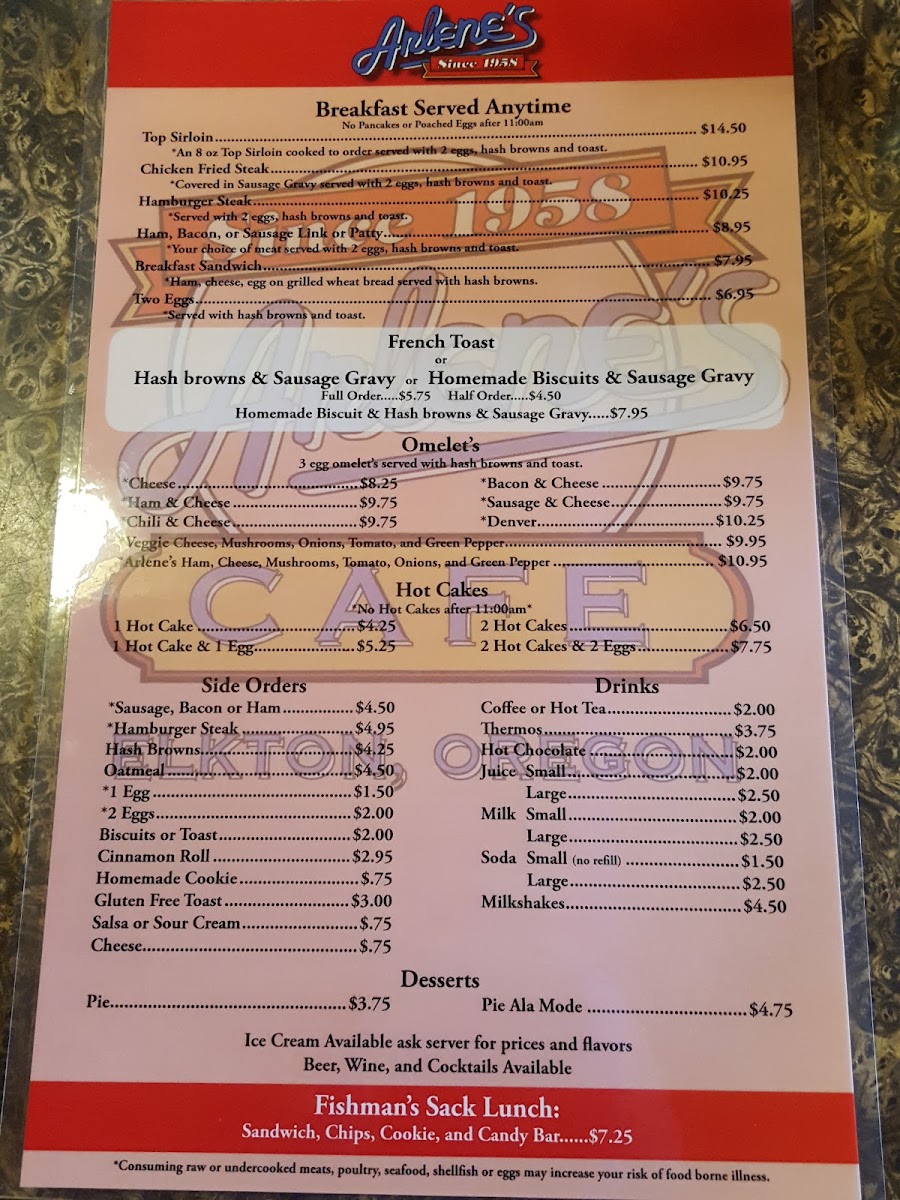 Arlene's
Since 1958
Breakfast Served Anytime
No Pancakes or Poached Eggs after 11:00am
Top Sirloin........$14.50
*An 8 oz Top Sirloin cooked to order served with 2 eggs, hash browns and toast.
Chicken Fried Steak........$10.95
*Covered in Sausage Gravy served with 2 eggs, hash browns and toast.
Hamburger Steak........$10.25
*Served with 2 eggs, hash browns and toast.
Ham, Bacon, or Sausage Link or Patty........$8.95
*Your choice of meat served with 2 eggs, hash browns and toast.
Breakfast Sandwich........$7.95
*Ham, cheese, egg on grilled wheat bread served with hash browns.
Two Eggs........$6.95
*Served with hash browns and toast.
Since 1958
Arlene's
French Toast
or
Hash browns & Sausage Gravy or Homemade Biscuits & Sausage Gravy
Full Order.....$5.75 Half Order.....$4.50
Homemade Biscuit & Hash browns & Sausage Gravy.....$7.95
Omelet's
3 egg omelet's served with hash browns and toast.
*Cheese........$8.25
*Ham & Cheese........$9.75
*Chili & Cheese........$9.75
*Bacon & Cheese........$9.75
*Sausage & Cheese........$9.75
*Denver........$10.25
*Veggie Cheese, Mushrooms, Onions, Tomato, and Green Pepper........$9.95
*Arlene's Ham, Cheese, Mushrooms, Tomato, Onions, and Green Pepper........$10.95
CAFE
Hot Cakes
*No Hot Cakes after 11:00am*
1 Hot Cake........$4.25
1 Hot Cake & 1 Egg........$5.25
2 Hot Cakes........$6.50
2 Hot Cakes & 2 Eggs........$7.75
ELKTON, OREGON
Side Orders
*Sausage, Bacon or Ham........$4.50
*Hamburger Steak........$4.95
Hash Browns........$4.25
Oatmeal........$4.50
*1 Egg........$1.50
*2 Eggs........$2.00
Biscuits or Toast........$2.00
Cinnamon Roll........$2.95
Homemade Cookie........$.75
Gluten Free Toast........$3.00
Salsa or Sour Cream........$.75
Cheese........$.75
Drinks
Coffee or Hot Tea........$2.00
Thermos........$3.75
Hot Chocolate........$2.00
Juice Small........$2.00
Large........$2.50
Milk Small........$2.00
Large........$2.50
Soda Small (no refill)........$1.50
Large........$2.50
Milkshakes........$4.50
Desserts
Pie........$3.75
Pie Ala Mode........$4.75
Ice Cream Available ask server for prices and flavors
Beer, Wine, and Cocktails Available
Fishman's Sack Lunch:
Sandwich, Chips, Cookie, and Candy Bar......$7.25
*Consuming raw or undercooked meats, poultry, seafood, shellfish or eggs may increase your risk of food borne illness.